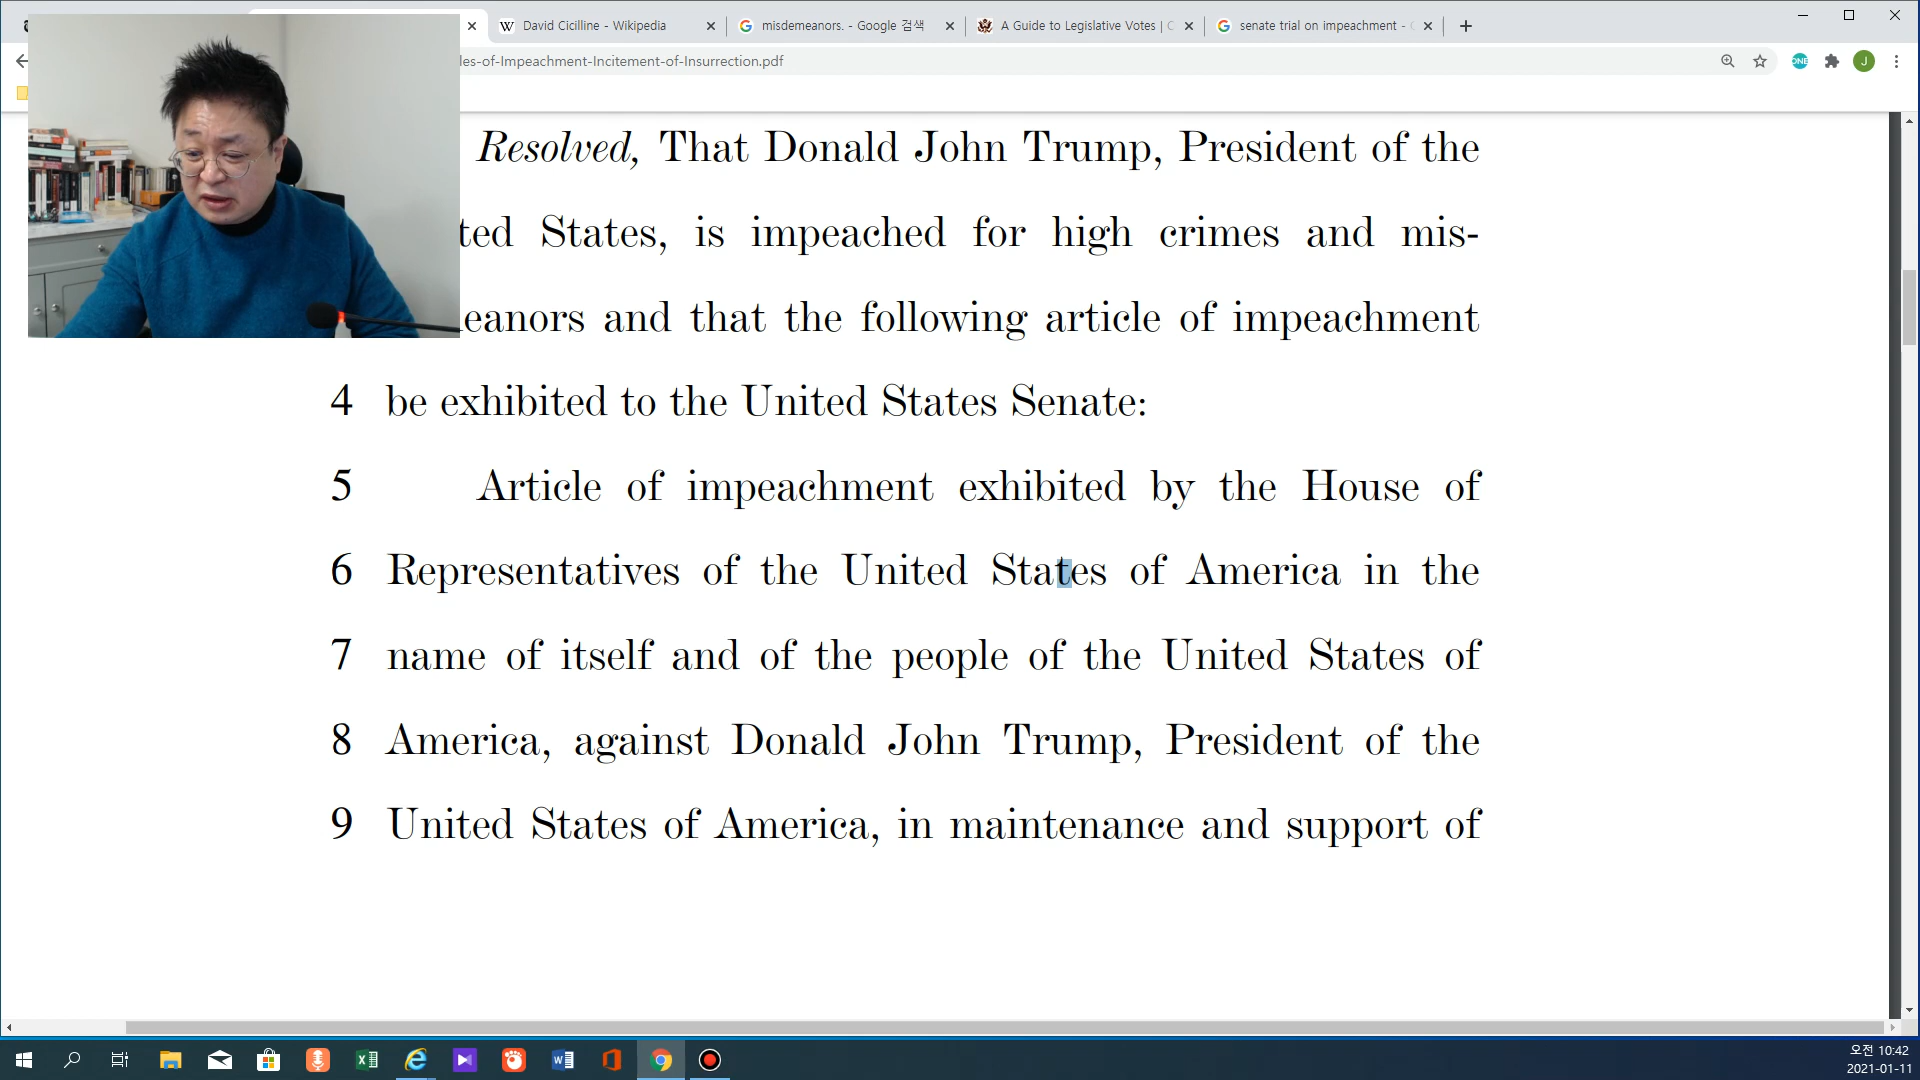 David Cicilline - Wikipedia
misdemeanors. - Google 검색
A Guide to Legislative Votes | C
senate trial on impeachment - G
les-of-Impeachment-Incitement-of-Insurrection.pdf
Resolved, That Donald John Trump, President of the
ted States, is impeached for high crimes and mis-
eanors and that the following article of impeachment
4 be exhibited to the United States Senate:
5 Article of impeachment exhibited by the House of
6 Representatives of the United States of America in the
7 name of itself and of the people of the United States of
8 America, against Donald John Trump, President of the
9 United States of America, in maintenance and support of
오전 10:42
2021-01-11